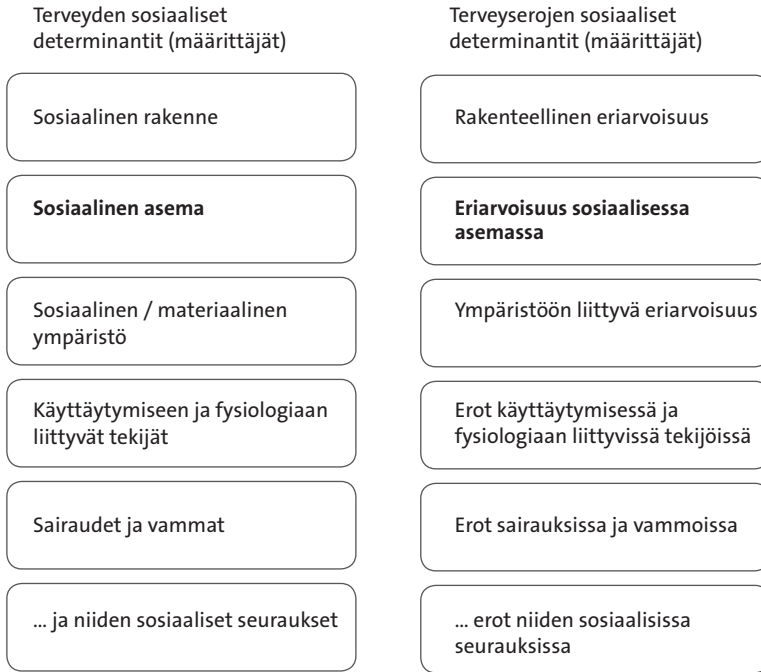 Terveyden sosiaaliset
determinantit (määrittäjät)
Sosiaalinen rakenne
Sosiaalinen asema
Sosiaalinen / materiaalinen
ympäristö
Käyttäytymiseen ja fysiologiaan
liittyvät tekijät
Sairaudet ja vammat
... ja niiden sosiaaliset seuraukset
Terveyserojen sosiaaliset
determinantit (määrittäjät)
Rakenteellinen eriarvoisuus
Eriarvoisuus sosiaalisessa
asemassa
Ympäristöön liittyvä eriarvoisuus
Erot käyttäytymisessä ja
fysiologiaan liittyvissä tekijöissä
Erot sairauksissa ja vammoissa
... erot niiden sosiaalisissa
seurauksissa